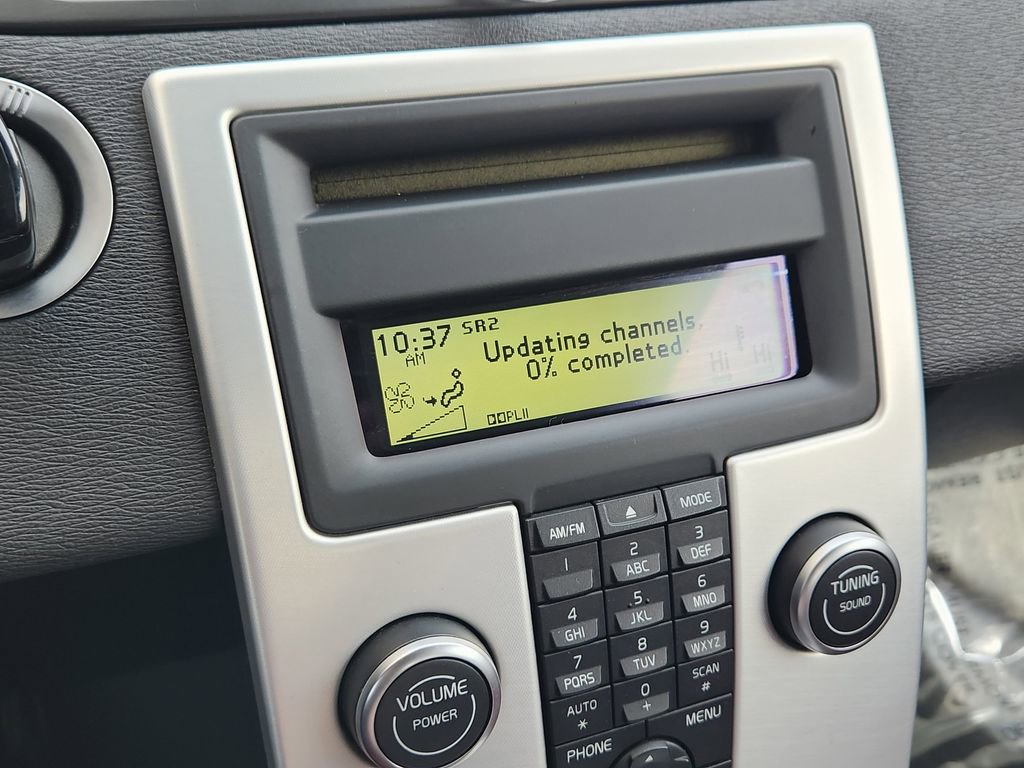 10:37 SR2
AM
Updating channels,
0% completed.
PLII
Hi Hi
AM/FM
MODE
1
2
ABC
3
DEF
4
GHI
5
JKL
6
MNO
7
PQRS
8
TUV
9
WXYZ
AUTO
*
0
+
SCAN
#
PHONE
MENU
VOLUME
POWER
TUNING
SOUND